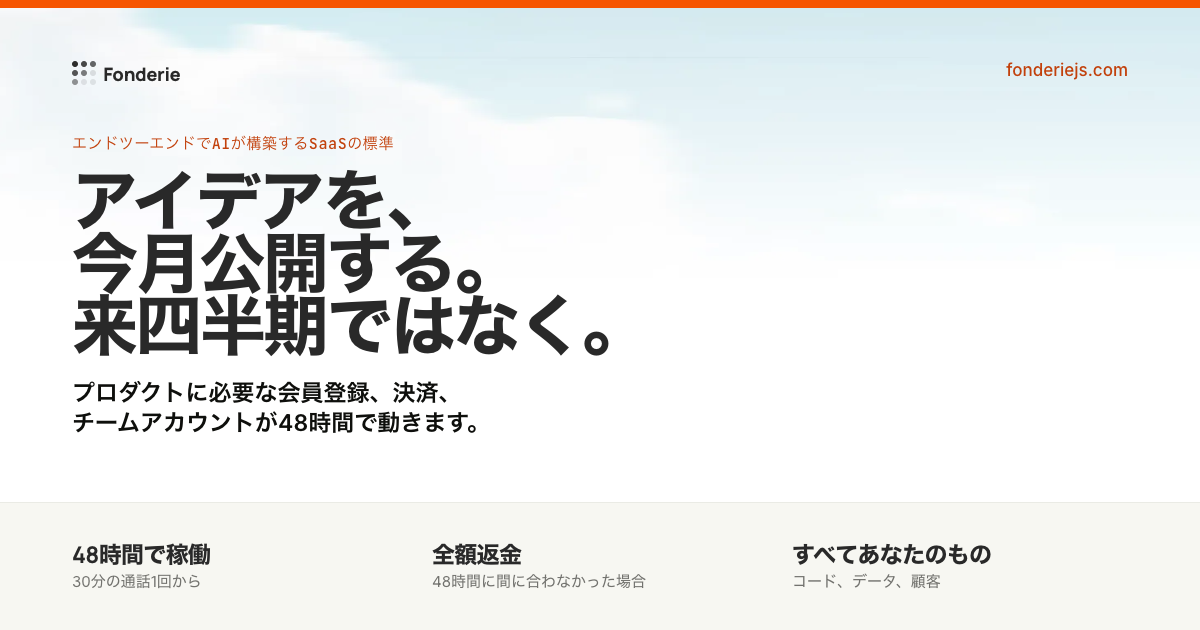 Fonderie
fonderiejs.com
エンドツーエンドでAIが構築するSaaSの標準
アイデアを、
今月公開する。
来四半期ではなく。
プロダクトに必要な会員登録、決済、
チームアカウントが48時間で動きます。
48時間で稼働
30分の通話1回から
全額返金
48時間に間に合わなかった場合
すべてあなたのもの
コード、データ、顧客